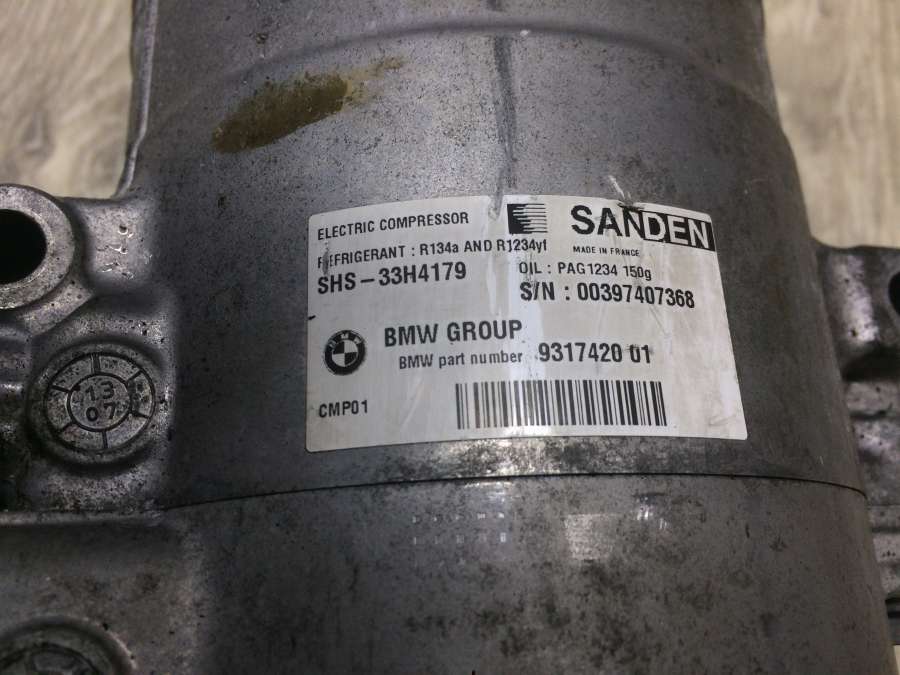 ELECTRIC COMPRESSOR
SANDEN
REFRIGERANT : R134a AND R1234yf
MADE IN FRANCE
SHS-33H4179
OIL : PAG1234 150g
S/N : 00397407368
BMW
BMW GROUP
BMW part number 9317420 01
CMP01
13
07